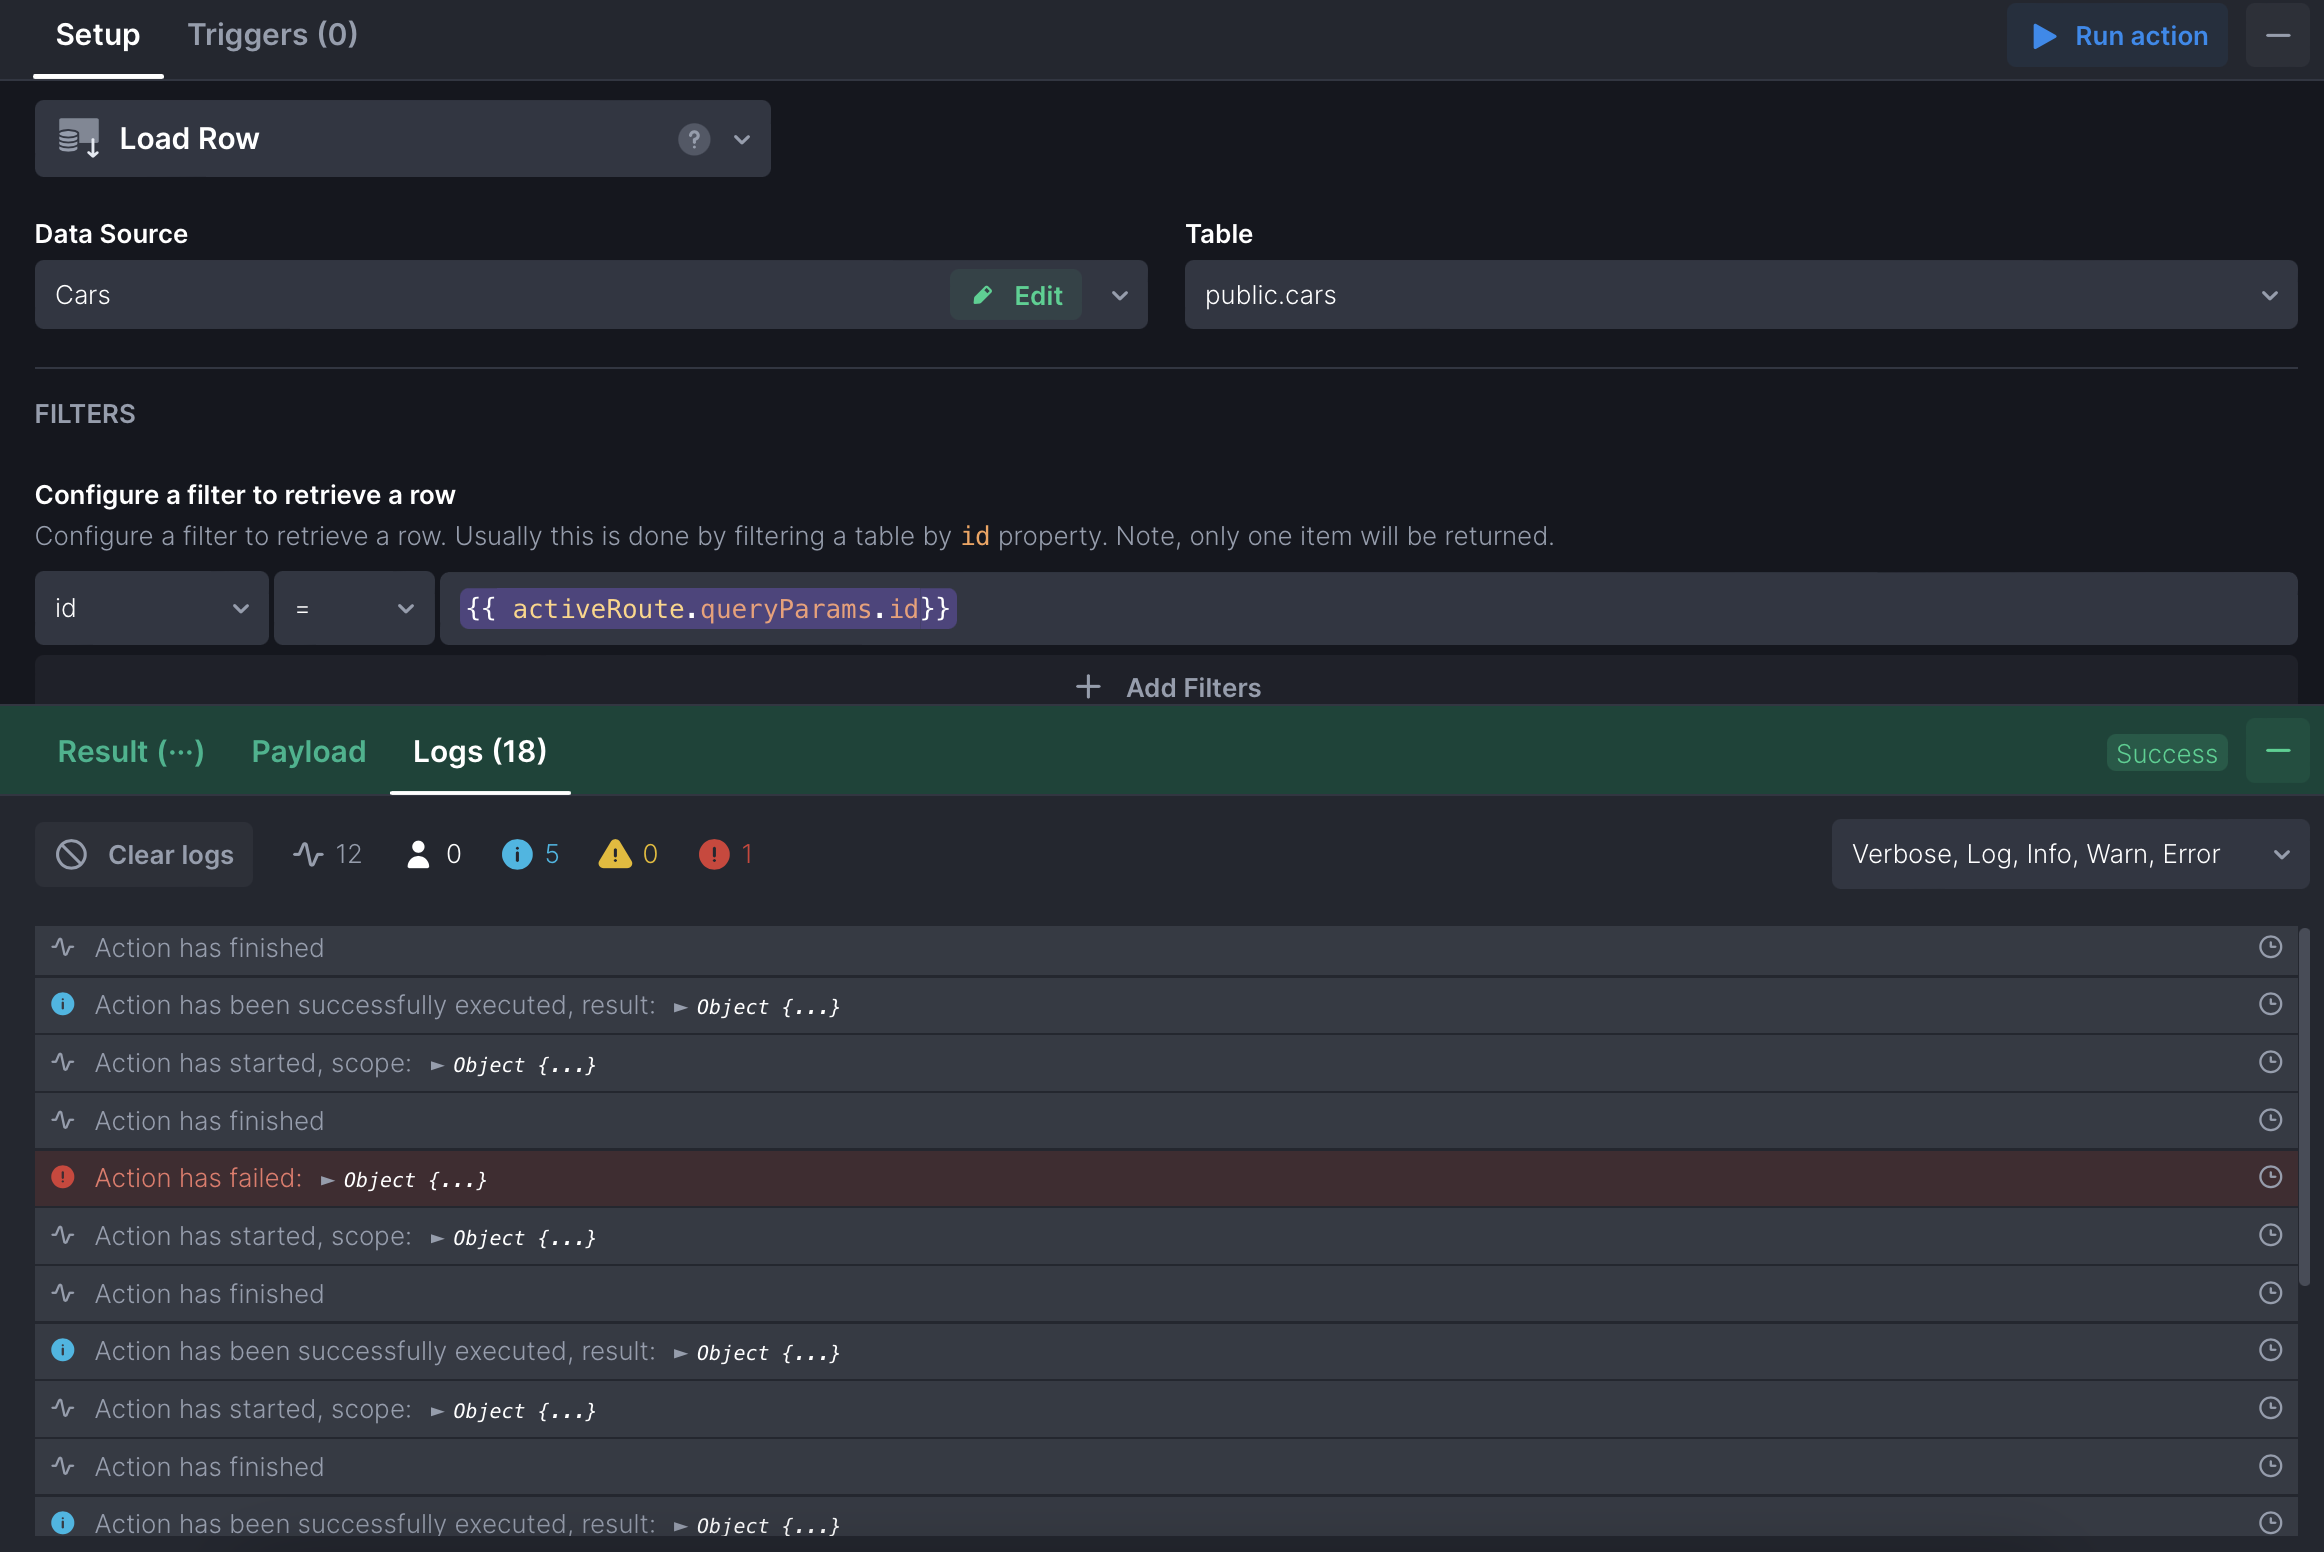 Setup Triggers (0) Run action
Load Row ?
Data Source Table
Cars Edit public.cars
FILTERS
Configure a filter to retrieve a row
Configure a filter to retrieve a row. Usually this is done by filtering a table by id property. Note, only one item will be returned.
id = {{ activeRoute.queryParams.id}}
+ Add Filters
Result (···) Payload Logs (18) Success
Clear logs 12 0 5 0 1 Verbose, Log, Info, Warn, Error
Action has finished
Action has been successfully executed, result: ► Object {...}
Action has started, scope: ► Object {...}
Action has finished
Action has failed: ► Object {...}
Action has started, scope: ► Object {...}
Action has finished
Action has been successfully executed, result: ► Object {...}
Action has started, scope: ► Object {...}
Action has finished
Action has been successfully executed, result: ► Object {...}